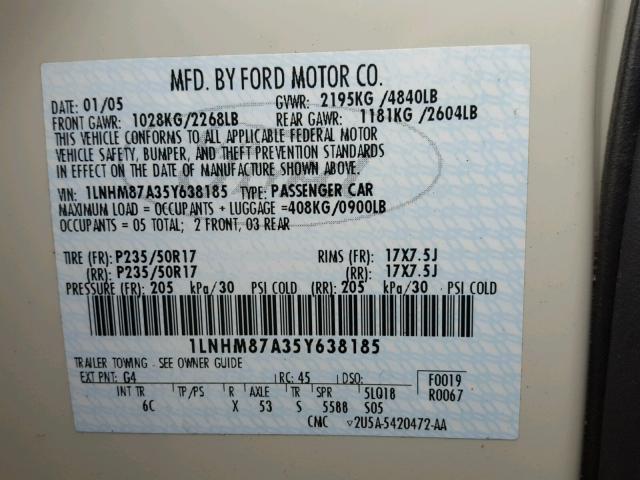 MFD. BY FORD MOTOR CO.
DATE: 01/05 GVWR: 2195KG /4840LB
FRONT GAWR: 1028KG/2268LB REAR GAWR: 1181KG /2604LB
THIS VEHICLE CONFORMS TO ALL APPLICABLE FEDERAL MOTOR
VEHICLE SAFETY, BUMPER, AND THEFT PREVENTION STANDARDS
IN EFFECT ON THE DATE OF MANUFACTURE SHOWN ABOVE.
VIN: 1LNHM87A35Y638185 TYPE: PASSENGER CAR
MAXIMUM LOAD = OCCUPANTS + LUGGAGE =408KG/0900LB
OCCUPANTS = 05 TOTAL; 2 FRONT, 03 REAR
TIRE (FR): P235/50R17 RIMS (FR): 17X7.5J
(RR): P235/50R17 (RR): 17X7.5J
PRESSURE (FR): 205 kPa/30 PSI COLD (RR): 205 kPa/30 PSI COLD
1LNHM87A35Y638185
TRAILER TOWING - SEE OWNER GUIDE
EXT PNT: G4 RC: 45 DSO: F0019
INT TR TP/PS R AXLE TR SPR 5LQ18 R0067
6C X 53 S 5588 S05
CMC ▽2U5A-5420472-AA